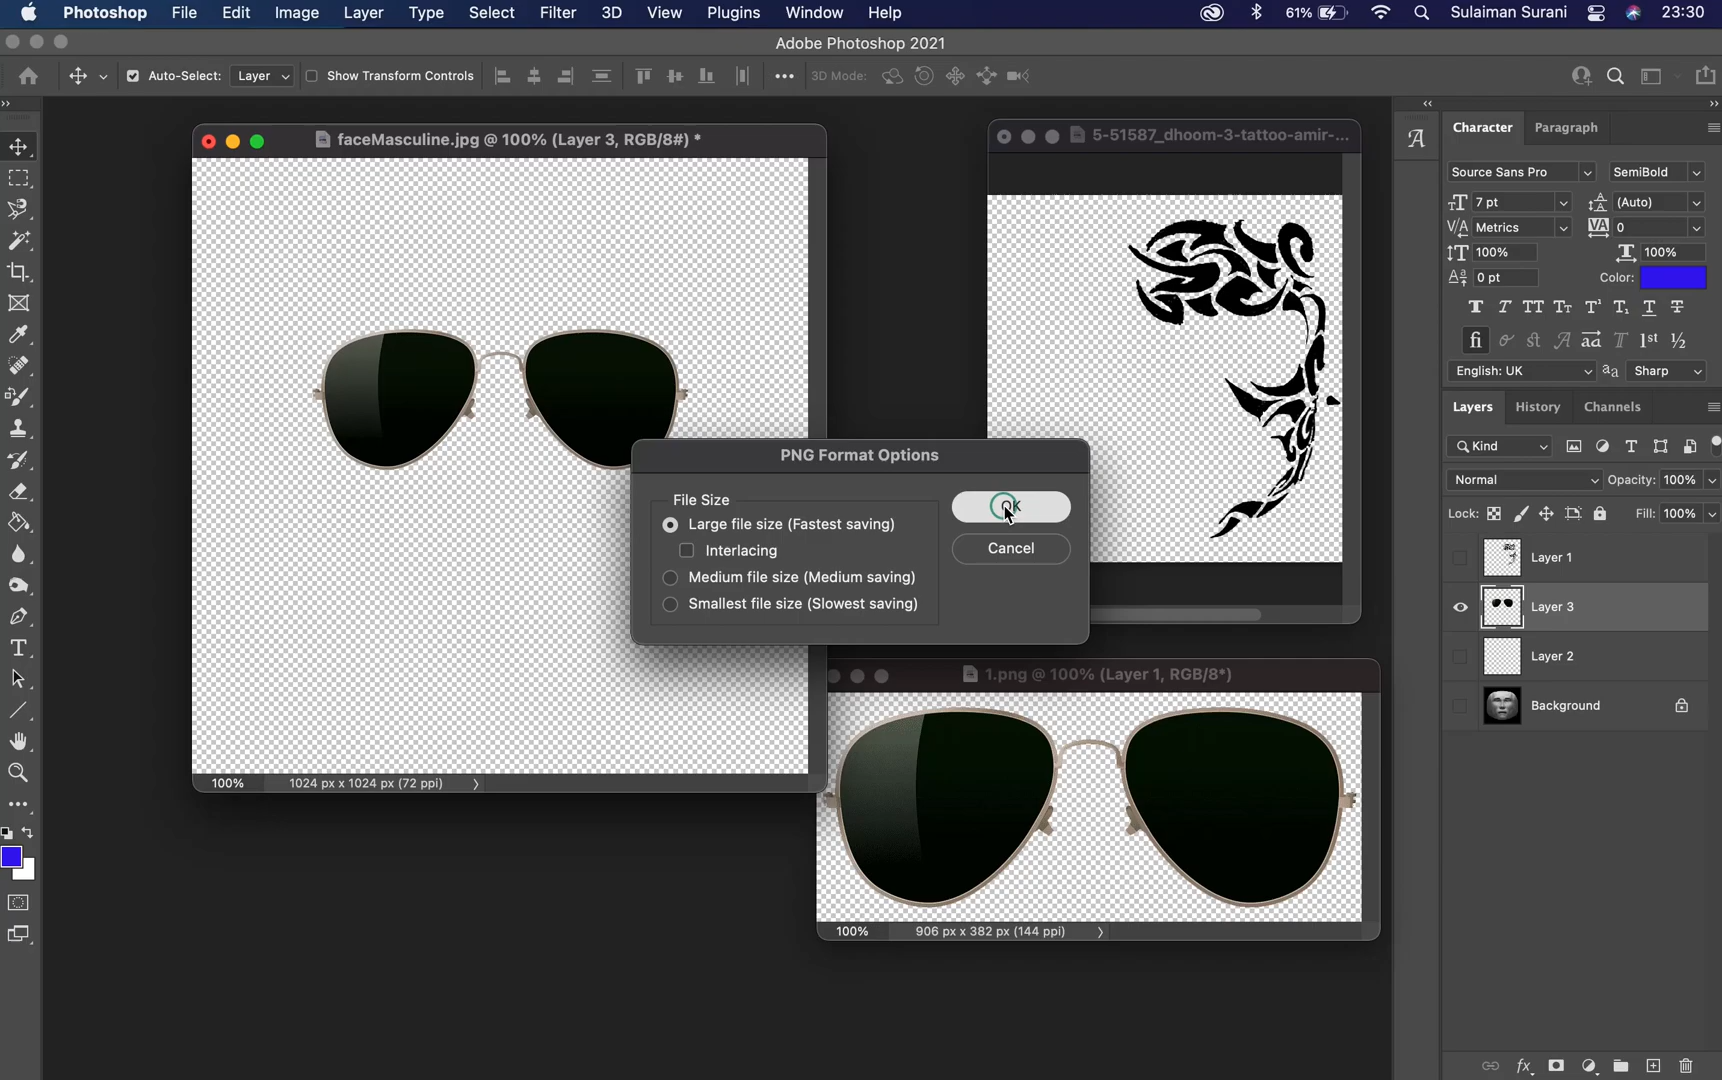 Photoshop File Edit Image Layer Type Select Filter 3D View Plugins Window Help 61% Sulaiman Surani 23:30
Adobe Photoshop 2021
Auto-Select: Layer Show Transform Controls 3D Mode:
faceMasculine.jpg @ 100% (Layer 3, RGB/8#) *
100% 1024 px x 1024 px (72 ppi)
5-51587_dhoom-3-tattoo-amir-...
PNG Format Options
File Size
Large file size (Fastest saving)
Interlacing
Medium file size (Medium saving)
Smallest file size (Slowest saving)
OK
Cancel
1.png @ 100% (Layer 1, RGB/8*)
100% 906 px x 382 px (144 ppi)
Character Paragraph
Source Sans Pro SemiBold
7 pt (Auto)
Metrics 0
100% 100%
0 pt Color:
English: UK Sharp
Layers History Channels
Kind
Normal Opacity: 100%
Lock: Fill: 100%
Layer 1
Layer 3
Layer 2
Background